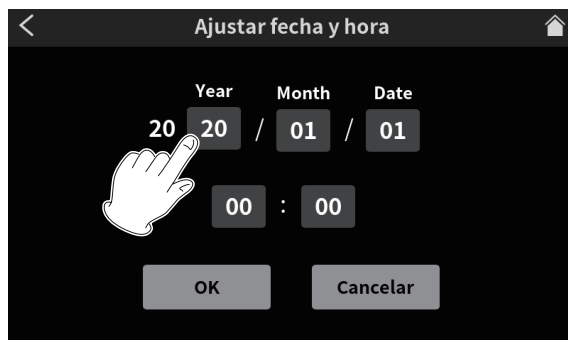 Ajustar fecha y hora
Year Month Date
20 20 / 01 / 01
00 : 00
OK Cancelar